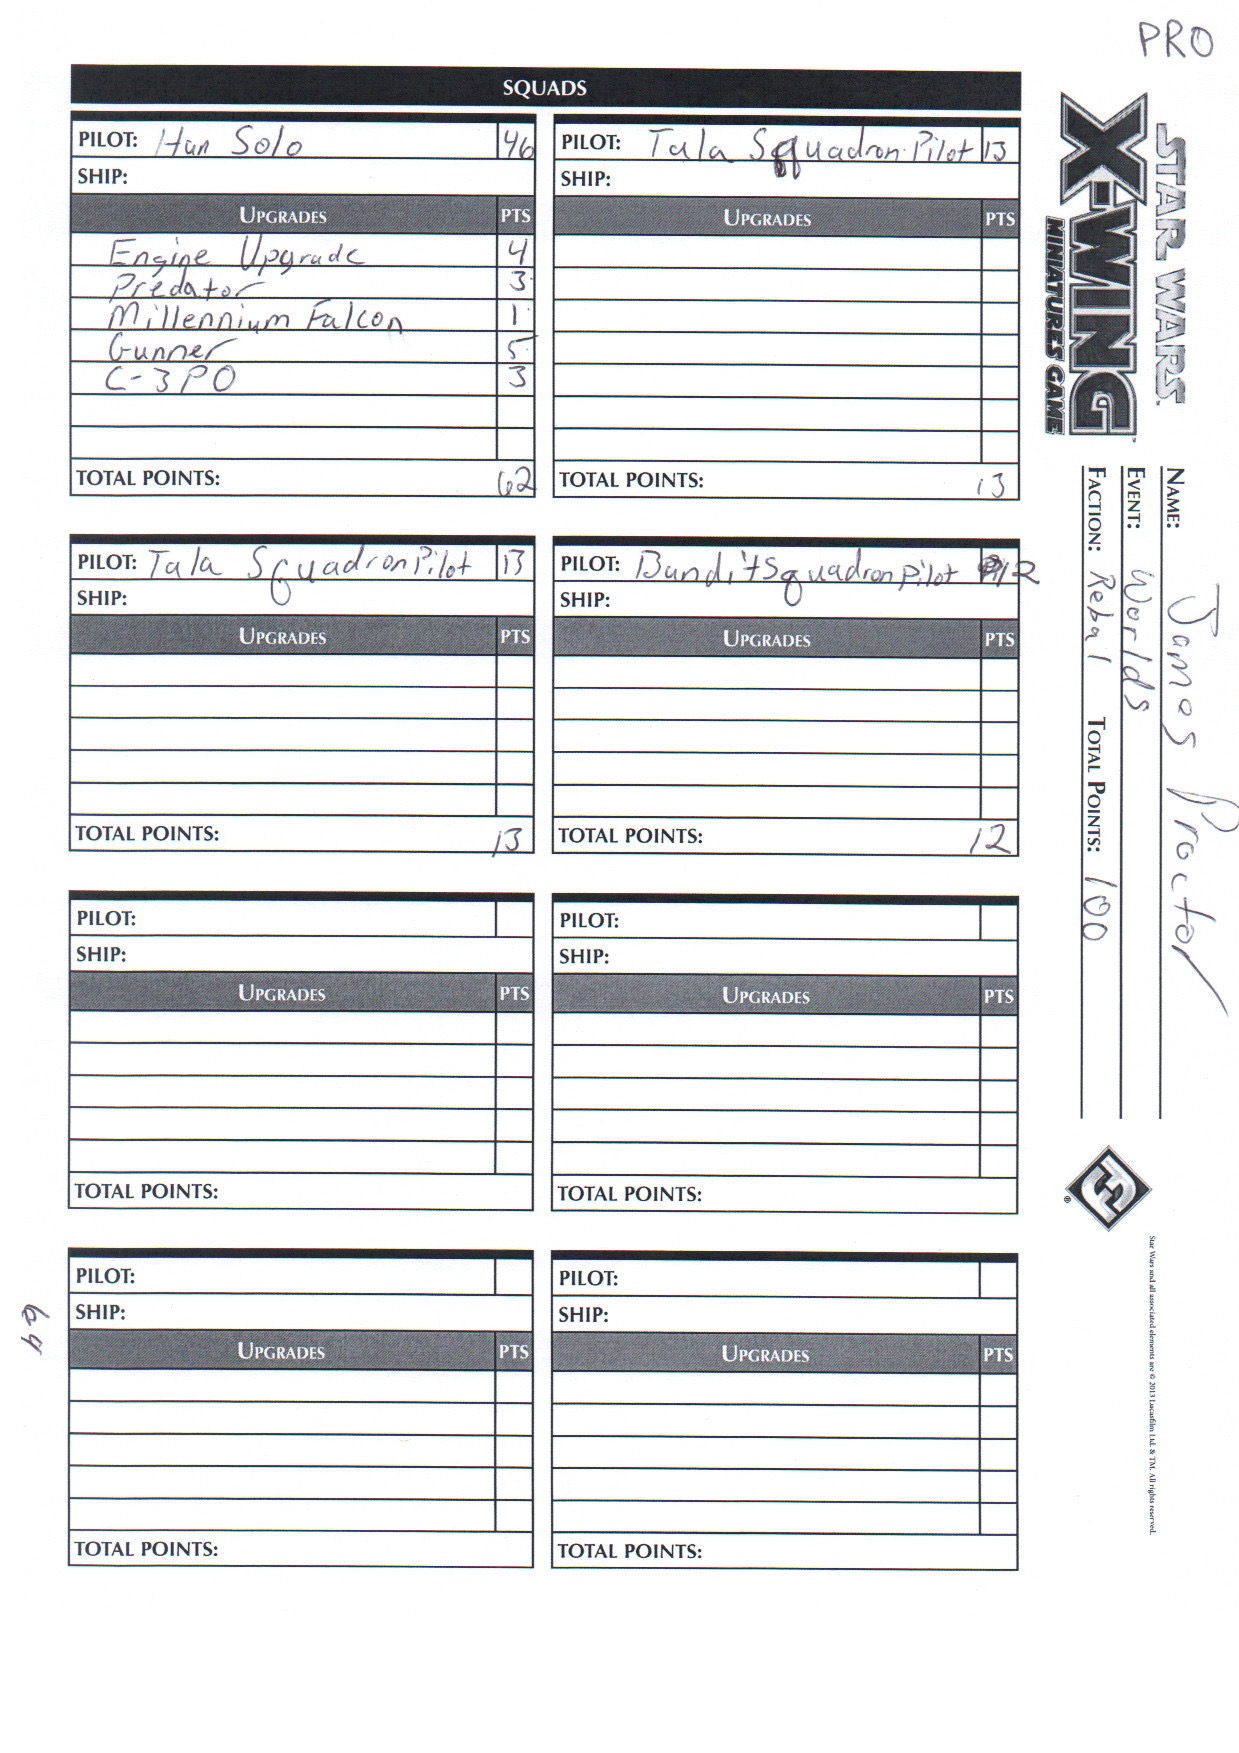 PRO
SQUADS
PILOT: Han Solo 46
SHIP:
UPGRADES PTS
Engine Upgrade 4
Predator 3
Millennium Falcon 1
Gunner 5
C-3PO 3
TOTAL POINTS: 62
PILOT: Tala Squadron Pilot 13
SHIP:
UPGRADES PTS
TOTAL POINTS: 13
PILOT: Tala Squadron Pilot 13
SHIP:
UPGRADES PTS
TOTAL POINTS: 13
PILOT: Bandit Squadron Pilot 12
SHIP:
UPGRADES PTS
TOTAL POINTS: 12
PILOT:
SHIP:
UPGRADES PTS
TOTAL POINTS:
PILOT:
SHIP:
UPGRADES PTS
TOTAL POINTS:
PILOT:
SHIP:
UPGRADES PTS
TOTAL POINTS:
PILOT:
SHIP:
UPGRADES PTS
TOTAL POINTS:
STAR WARS
X-WING™
MINIATURES GAME
NAME: James Proctor
EVENT: Worlds
FACTION: Rebal TOTAL POINTS: 100
®
Star Wars and all associated elements are © 2013 Lucasfilm Ltd. & TM. All rights reserved.